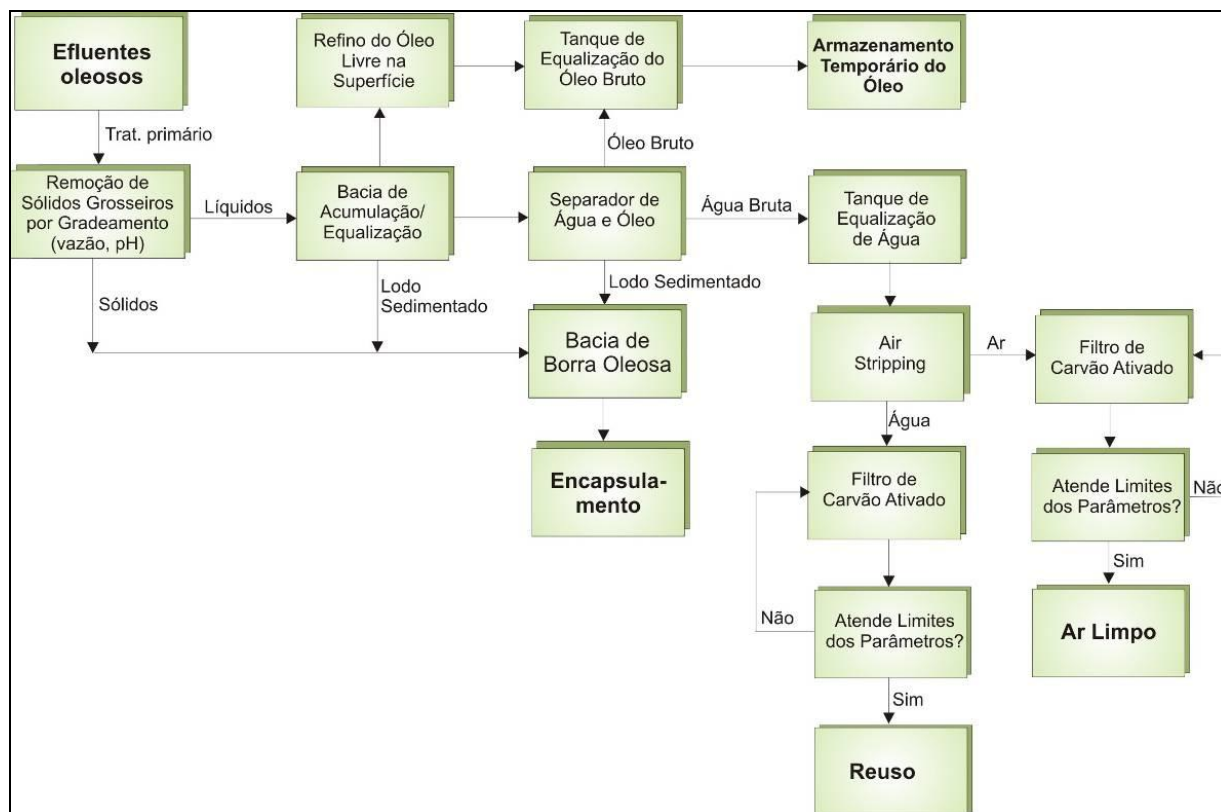 Efluentes
oleosos
Refino do Óleo
Livre na
Superfície
Tanque de
Equalização do
Óleo Bruto
Armazenamento
Temporário do
Óleo
Trat. primário
Óleo Bruto
Remoção de
Sólidos Grosseiros
por Gradeamento
(vazão, pH)
Líquidos
Bacia de
Acumulação/
Equalização
Separador de
Água e Óleo
Água Bruta
Tanque de
Equalização
de Água
Sólidos
Lodo
Sedimentado
Lodo Sedimentado
Bacia de
Borra Oleosa
Air
Stripping
Ar
Filtro de
Carvão Ativado
Água
Encapsula-
mento
Filtro de
Carvão Ativado
Atende Limites
dos Parâmetros?
Não
Sim
Não
Atende Limites
dos Parâmetros?
Ar Limpo
Sim
Reuso